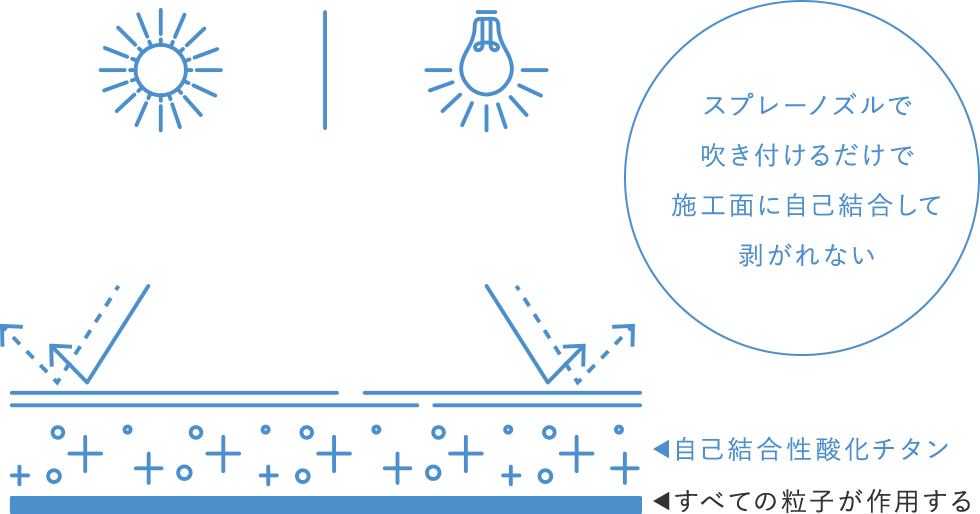 スプレーノズルで
吹き付けるだけで
施工面に自己結合して
剥がれない
◀自己結合性酸化チタン
◀すべての粒子が作用する